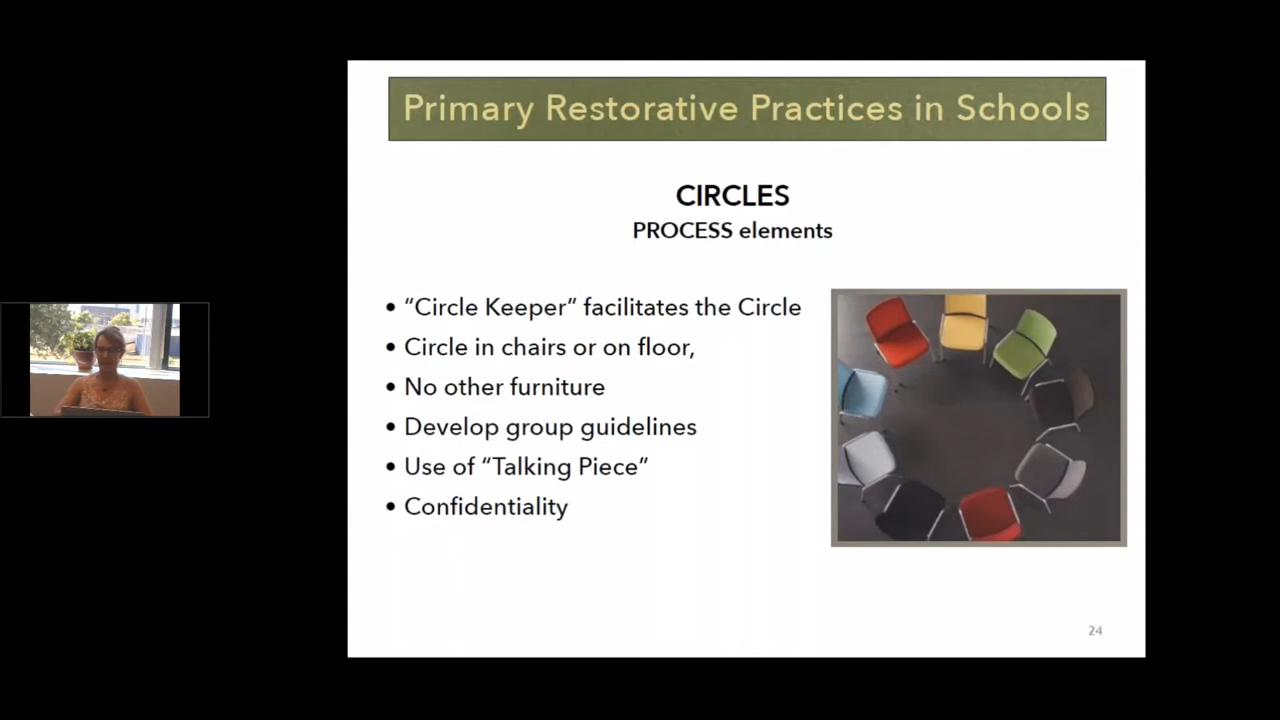 Primary Restorative Practices in Schools
CIRCLES
PROCESS elements
• “Circle Keeper” facilitates the Circle
• Circle in chairs or on floor,
• No other furniture
• Develop group guidelines
• Use of “Talking Piece”
• Confidentiality
24